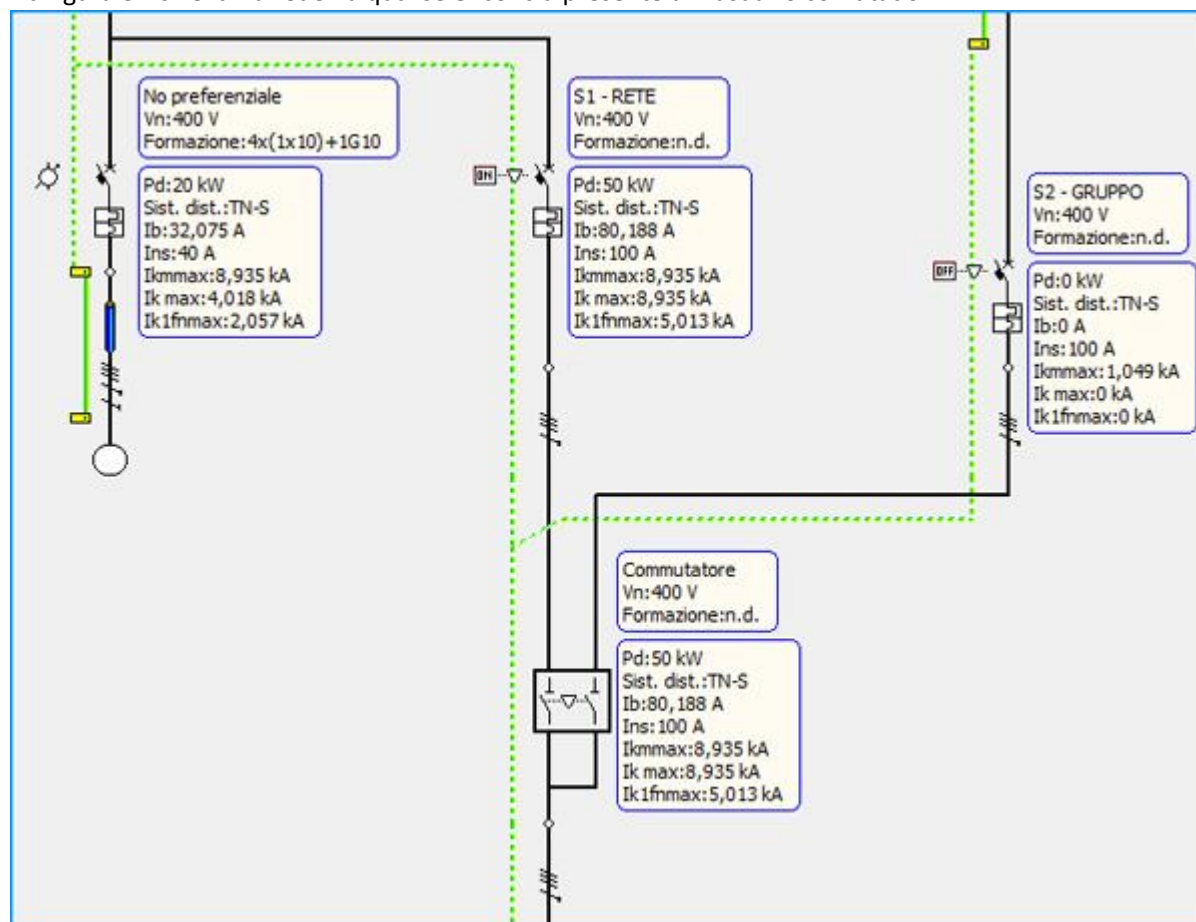 No preferenziale
Vn:400 V
Formazione:4x(1x10)+1G10
Pd:20 kW
Sist. dist.:TN-S
Ib:32,075 A
Ins:40 A
Ikmmax:8,935 kA
Ik max:4,018 kA
Ik1fnmax:2,057 kA
S1 - RETE
Vn:400 V
Formazione:n.d.
ON
Pd:50 kW
Sist. dist.:TN-S
Ib:80,188 A
Ins:100 A
Ikmmax:8,935 kA
Ik max:8,935 kA
Ik1fnmax:5,013 kA
S2 - GRUPPO
Vn:400 V
Formazione:n.d.
OFF
Pd:0 kW
Sist. dist.:TN-S
Ib:0 A
Ins:100 A
Ikmmax:1,049 kA
Ik max:0 kA
Ik1fnmax:0 kA
Commutatore
Vn:400 V
Formazione:n.d.
Pd:50 kW
Sist. dist.:TN-S
Ib:80,188 A
Ins:100 A
Ikmmax:8,935 kA
Ik max:8,935 kA
Ik1fnmax:5,013 kA